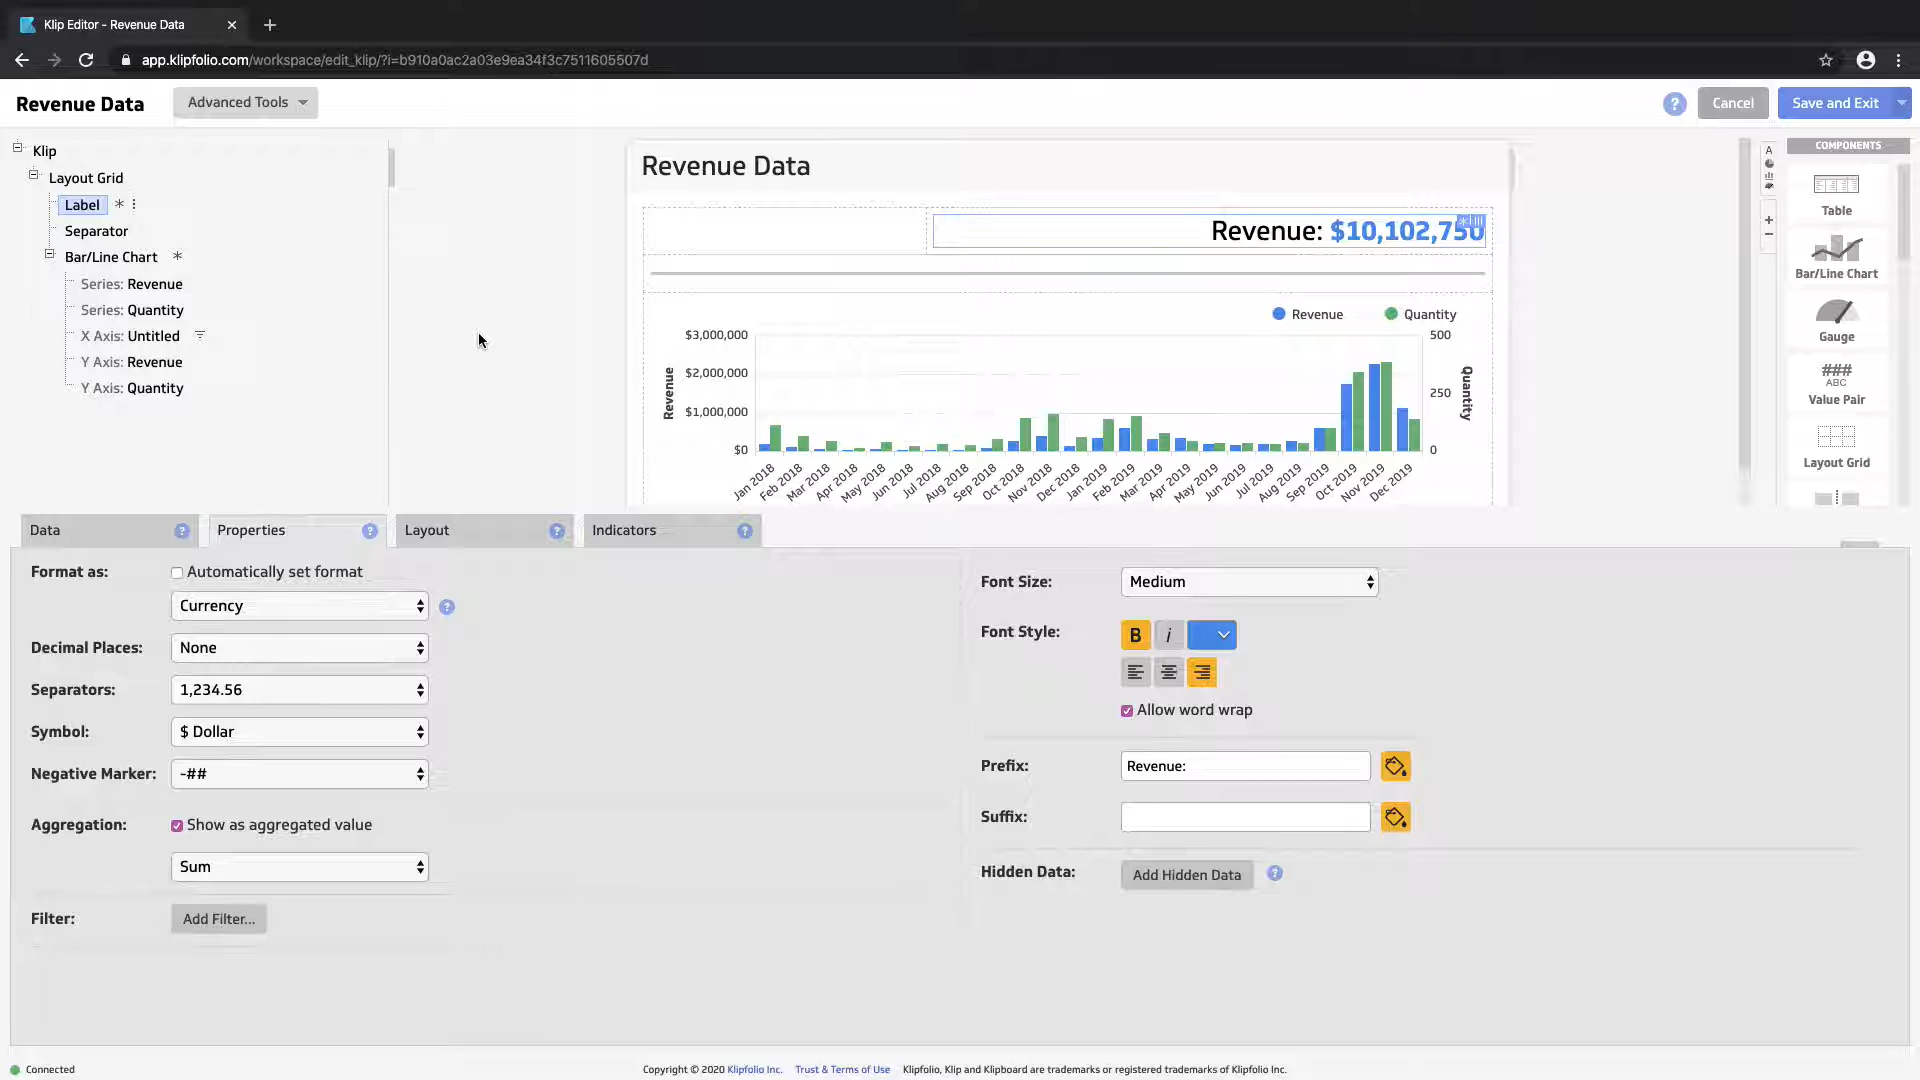 Klip Editor - Revenue Data
app.klipfolio.com/workspace/edit_klip/?i=b910a0ac2a03e9ea34f3c7511605507d
Revenue Data
Advanced Tools
?
Cancel
Save and Exit
Klip
Layout Grid
Label *
Separator
Bar/Line Chart *
Series: Revenue
Series: Quantity
X Axis: Untitled
Y Axis: Revenue
Y Axis: Quantity
Revenue Data
Revenue: $10,102,750
Revenue
Quantity
$3,000,000
$2,000,000
$1,000,000
$0
Revenue
500
250
0
Quantity
Jan 2018
Feb 2018
Mar 2018
Apr 2018
May 2018
Jun 2018
Jul 2018
Aug 2018
Sep 2018
Oct 2018
Nov 2018
Dec 2018
Jan 2019
Feb 2019
Mar 2019
Apr 2019
May 2019
Jun 2019
Jul 2019
Aug 2019
Sep 2019
Oct 2019
Nov 2019
Dec 2019
A
+
−
COMPONENTS
Table
Bar/Line Chart
Gauge
###
ABC
Value Pair
Layout Grid
Data ?
Properties ?
Layout ?
Indicators ?
Format as:
Automatically set format
Currency
?
Decimal Places:
None
Separators:
1,234.56
Symbol:
$ Dollar
Negative Marker:
-##
Aggregation:
Show as aggregated value
Sum
Filter:
Add Filter...
Font Size:
Medium
Font Style:
B i
Allow word wrap
Prefix:
Revenue:
Suffix:
Hidden Data:
Add Hidden Data
?
Connected
Copyright © 2020 Klipfolio Inc. Trust & Terms of Use Klipfolio, Klip and Klipboard are trademarks or registered trademarks of Klipfolio Inc.